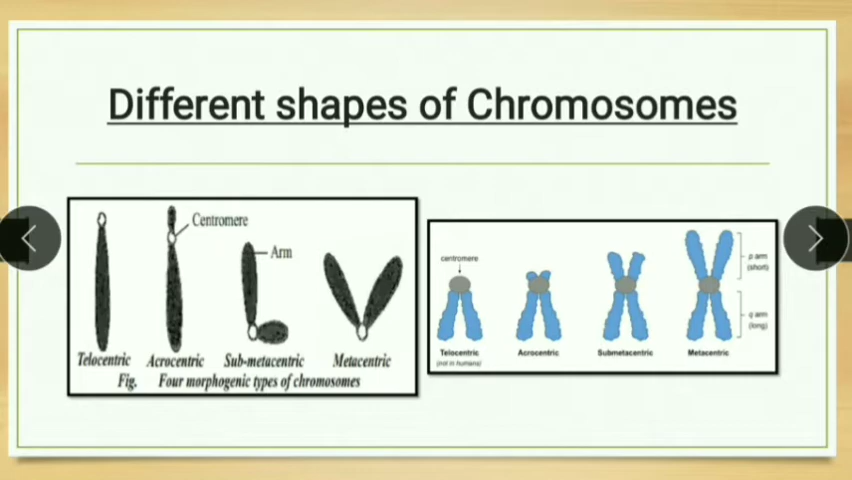 Different shapes of Chromosomes
Centromere
Arm
Telocentric Acrocentric Sub-metacentric Metacentric
Fig. Four morphogenic types of chromosomes
centromere
p arm
(short)
q arm
(long)
Telocentric Acrocentric Submetacentric Metacentric
(not in humans)